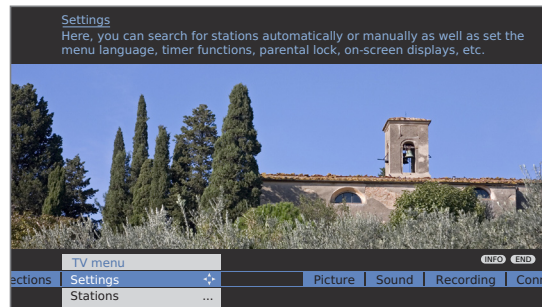 Settings
Here, you can search for stations automatically or manually as well as set the
menu language, timer functions, parental lock, on-screen displays, etc.
TV menu
INFO END
ections Settings Picture Sound Recording Conn
Stations ...